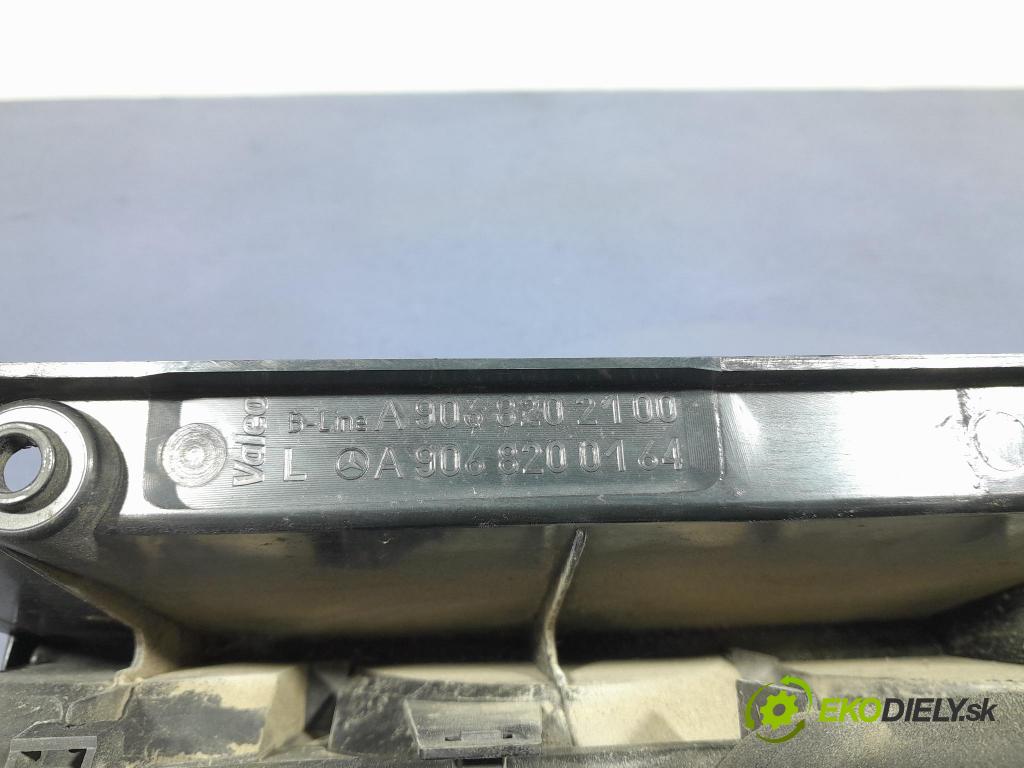 Valeo
B-Line A 906 820 21 00
L A 906 820 01 64
EKODIELY.sk